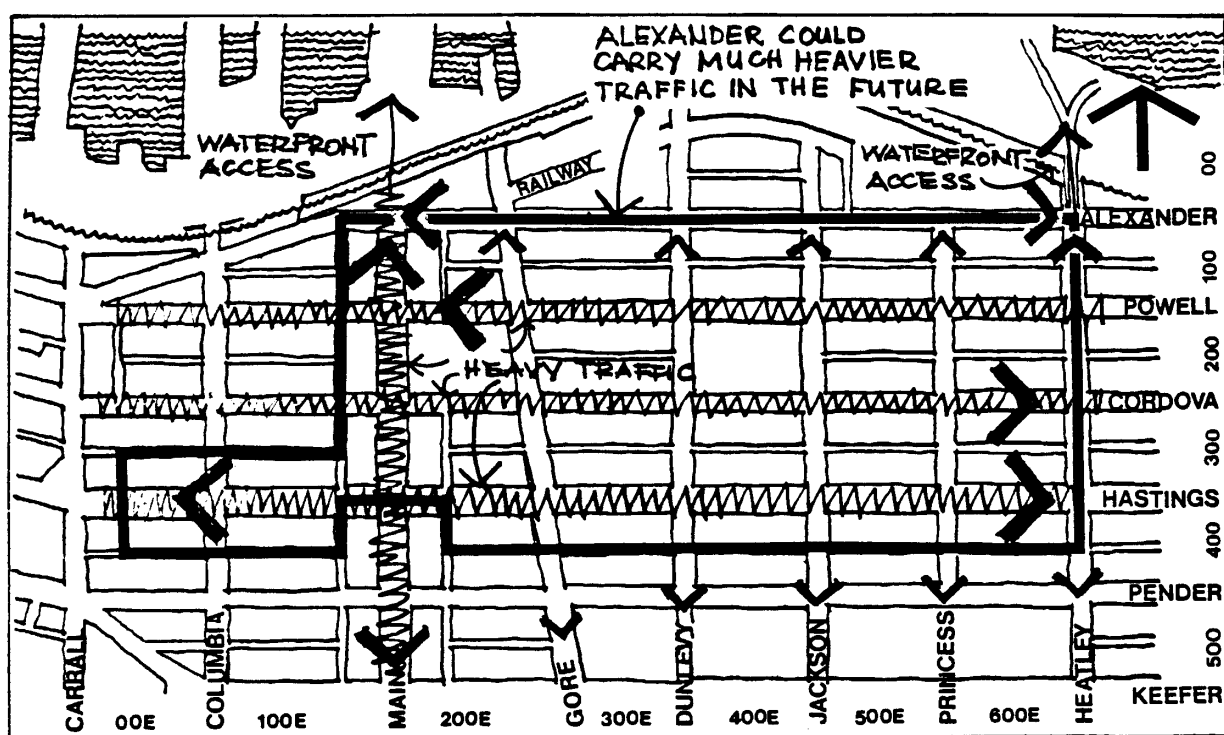 ALEXANDER COULD
CARRY MUCH HEAVIER
TRAFFIC IN THE FUTURE
WATERFRONT
ACCESS
WATERFRONT
ACCESS
RAILWAY
ALEXANDER
POWELL
HEAVY TRAFFIC
CORDOVA
HASTINGS
PENDER
KEEFER
00
100
200
300
400
500
CARRALL
COLUMBIA
MAIN
GORE
DUNLEVY
JACKSON
PRINCESS
HEATLEY
00E
100E
200E
300E
400E
500E
600E